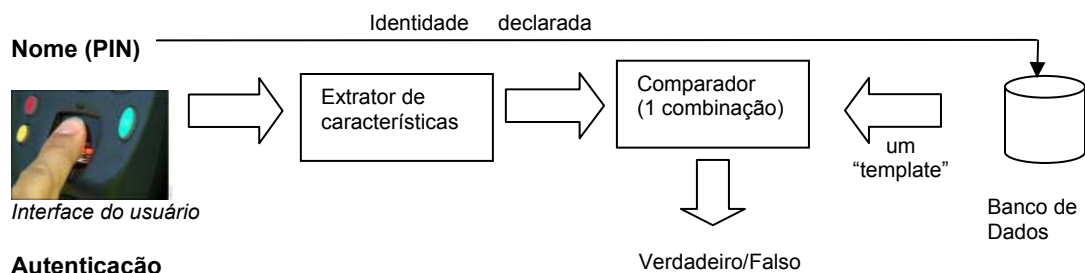 Identidade declarada
Nome (PIN)
Extrator de
características
Comparador
(1 combinação)
um
“template”
Interface do usuário
Banco de
Dados
Autenticação
Verdadeiro/Falso